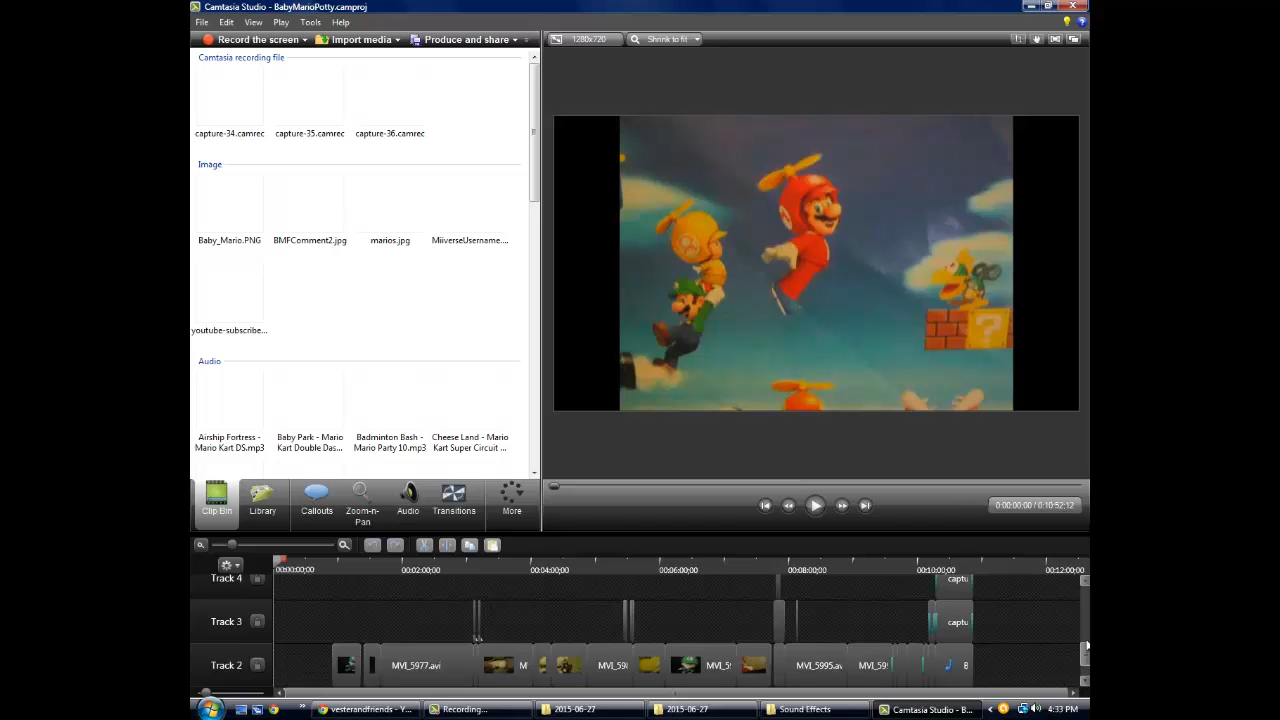 Camtasia Studio - BabyMarioPotty.camproj
File Edit View Play Tools Help
Record the screen Import media Produce and share »
1280x720 Shrink to fit
Camtasia recording file
capture-34.camrec capture-35.camrec capture-36.camrec
Image
Baby_Mario.PNG BMFComment2.jpg marios.jpg MiiverseUsername....
youtube-subscribe...
Audio
Airship Fortress - Baby Park - Mario Badminton Bash - Cheese Land - Mario
Mario Kart DS.mp3 Kart Double Das... Mario Party 10.mp3 Kart Super Circuit ...
Clip Bin Library Callouts Zoom-n-Pan Audio Transitions More
0:00:00;00 / 0:10:52;12
00:00:00;00 00:02:00;00 00:04:00;00 00:06:00;00 00:08:00;00 00:10:00;00 00:12:00;00
Track 4 captu
Track 3 captu
Track 2 MVI_5977.avi M MVI_598 MVI_5 MVI_5995.av MVI_59 B
vesterandfriends - Y... Recording... 2015-06-27 2015-06-27 Sound Effects Camtasia Studio - B... 4:33 PM